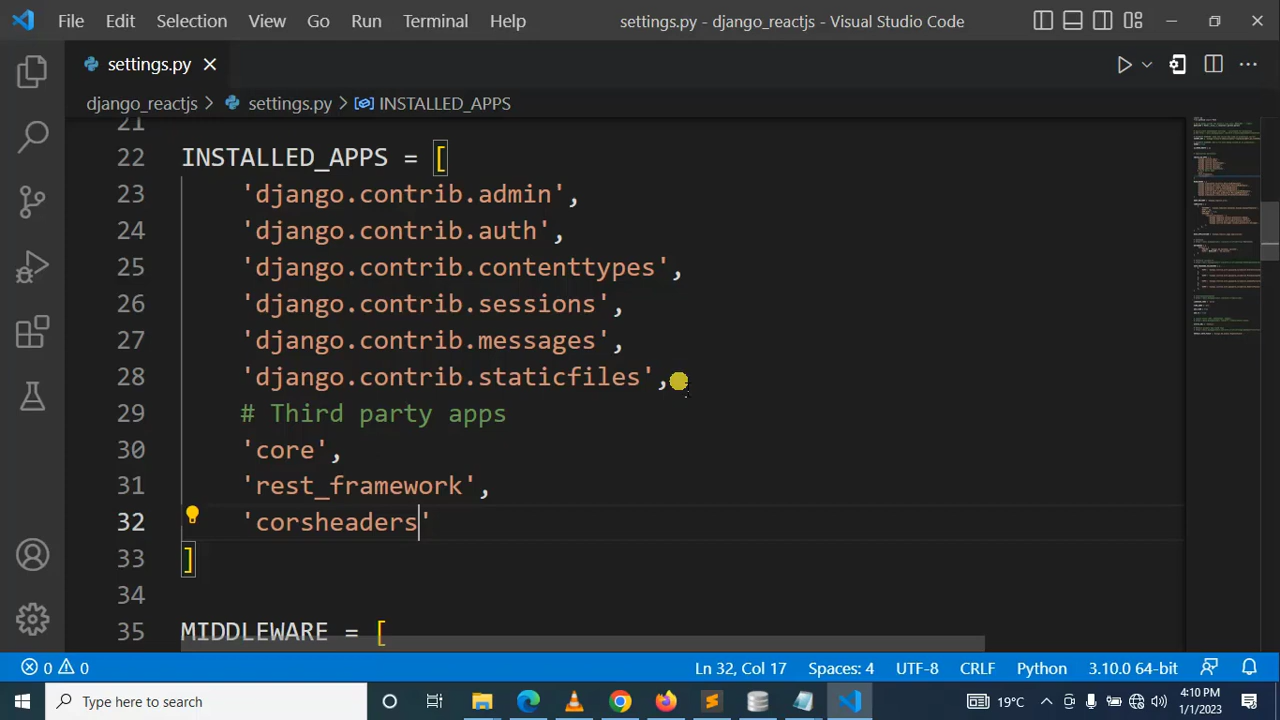 File Edit Selection View Go Run Terminal Help settings.py - django_reactjs - Visual Studio Code
settings.py
django_reactjs > settings.py > INSTALLED_APPS
21
22 INSTALLED_APPS = [
23 'django.contrib.admin',
24 'django.contrib.auth',
25 'django.contrib.contenttypes',
26 'django.contrib.sessions',
27 'django.contrib.messages',
28 'django.contrib.staticfiles',
29 # Third party apps
30 'core',
31 'rest_framework',
32 'corsheaders'
33 ]
34
35 MIDDLEWARE = [
0 0 Ln 32, Col 17 Spaces: 4 UTF-8 CRLF Python 3.10.0 64-bit
Type here to search 19°C 4:10 PM
1/1/2023